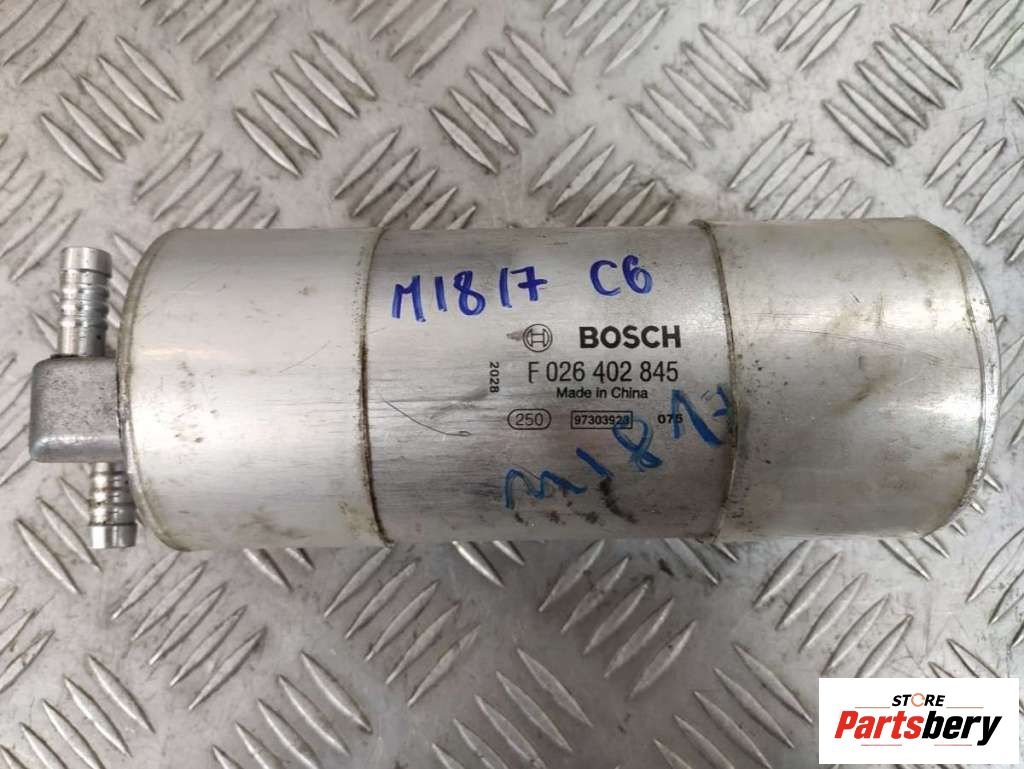 M1817 C6
BOSCH
F 026 402 845
Made in China
2028
250 97303923 075
M1817
STORE
Partsbery